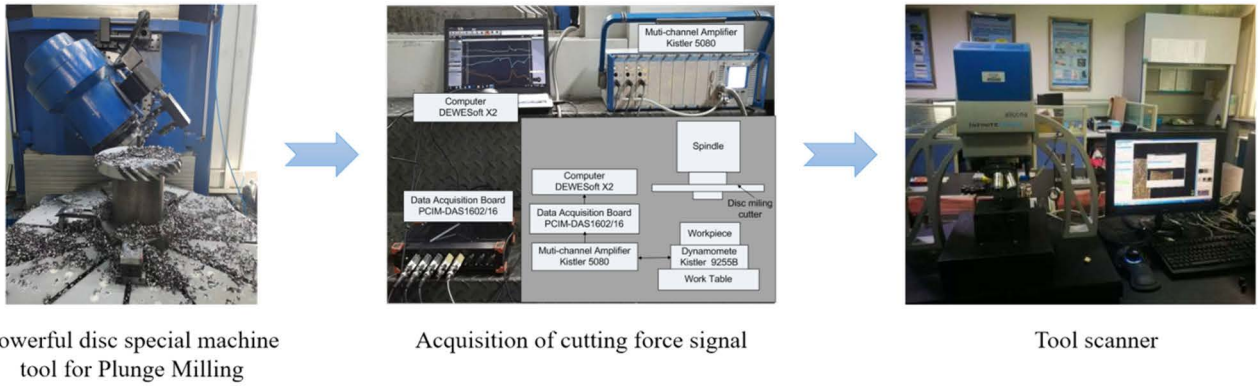 Muti-channel Amplifier
Kistler 5080
Computer
DEWESoft X2
Data Acquisition Board
PCIM-DAS1602/16
Spindle
Disc miling
cutter
Computer
DEWESoft X2
Data Acquisition Board
PCIM-DAS1602/16
Muti-channel Amplifier
Kistler 5080
Workpiece
Dynamomete
Kistler 9255B
Work Table
owerful disc special machine
tool for Plunge Milling
Acquisition of cutting force signal
Tool scanner